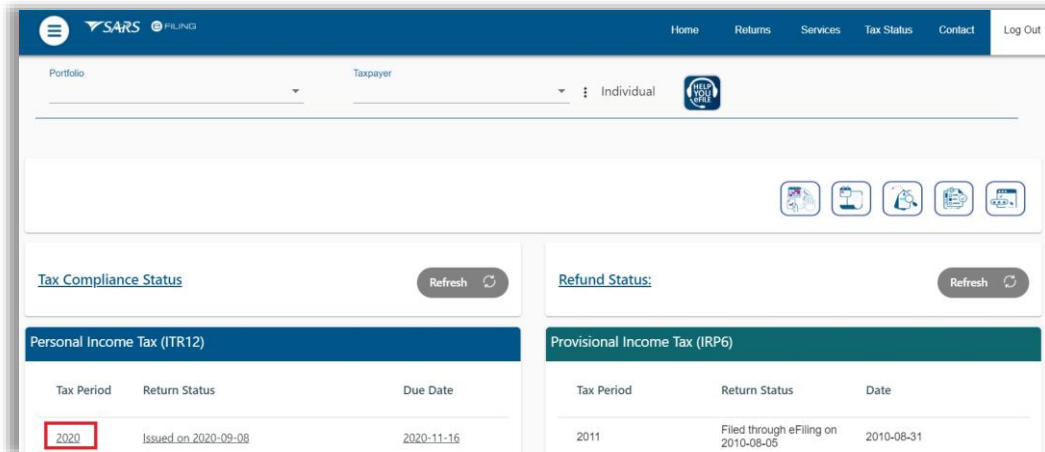 SARS eFILING
Home Returns Services Tax Status Contact Log Out
Portfolio Taxpayer
Individual HELP YOU eFILE
Tax Compliance Status Refresh Refund Status: Refresh
Personal Income Tax (ITR12) Provisional Income Tax (IRP6)
Tax Period Return Status Due Date Tax Period Return Status Date
2020 Issued on 2020-09-08 2020-11-16 2011 Filed through eFiling on 2010-08-31
2010-08-05